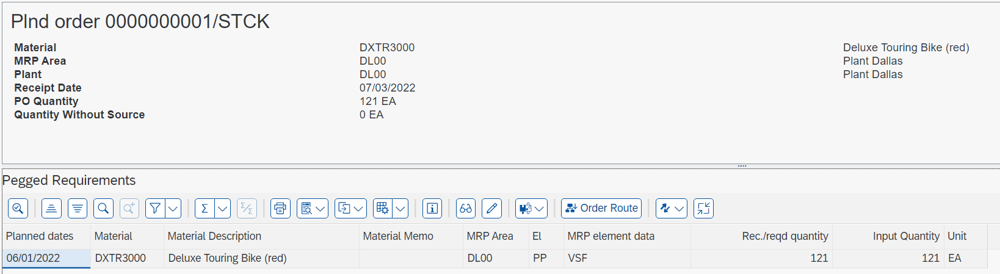 Plnd order 0000000001/STCK
Material DXTR3000 Deluxe Touring Bike (red)
MRP Area DL00 Plant Dallas
Plant DL00 Plant Dallas
Receipt Date 07/03/2022
PO Quantity 121 EA
Quantity Without Source 0 EA
Pegged Requirements
Order Route
Planned dates Material Material Description Material Memo MRP Area El MRP element data Rec./reqd quantity Input Quantity Unit
06/01/2022 DXTR3000 Deluxe Touring Bike (red) DL00 PP VSF 121 121 EA